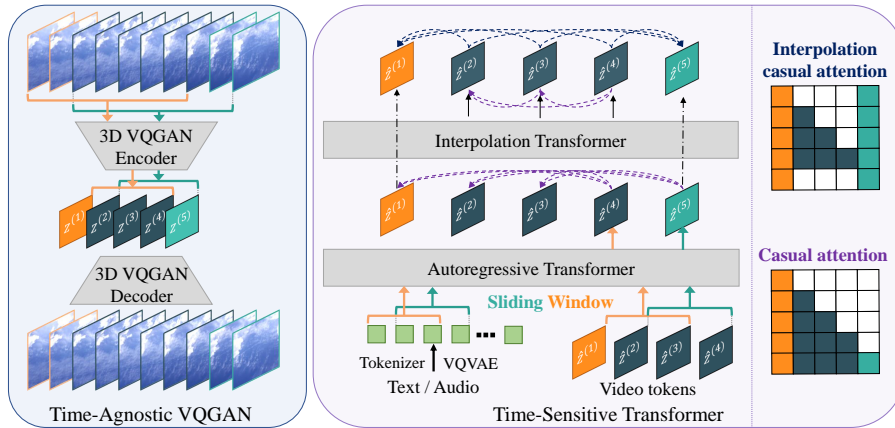 3D VQGAN
Encoder
z^(1) z^(2) z^(3) z^(4) z^(5)
3D VQGAN
Decoder
Time-Agnostic VQGAN
ẑ^(1) ẑ^(2) ẑ^(3) ẑ^(4) ẑ^(5)
Interpolation Transformer
ẑ^(1) ẑ^(2) ẑ^(3) ẑ^(4) ẑ^(5)
Autoregressive Transformer
Sliding Window
Tokenizer VQVAE
Text / Audio
ẑ^(1) ẑ^(2) ẑ^(3) ẑ^(4)
Video tokens
Time-Sensitive Transformer
Interpolation
casual attention
Casual attention